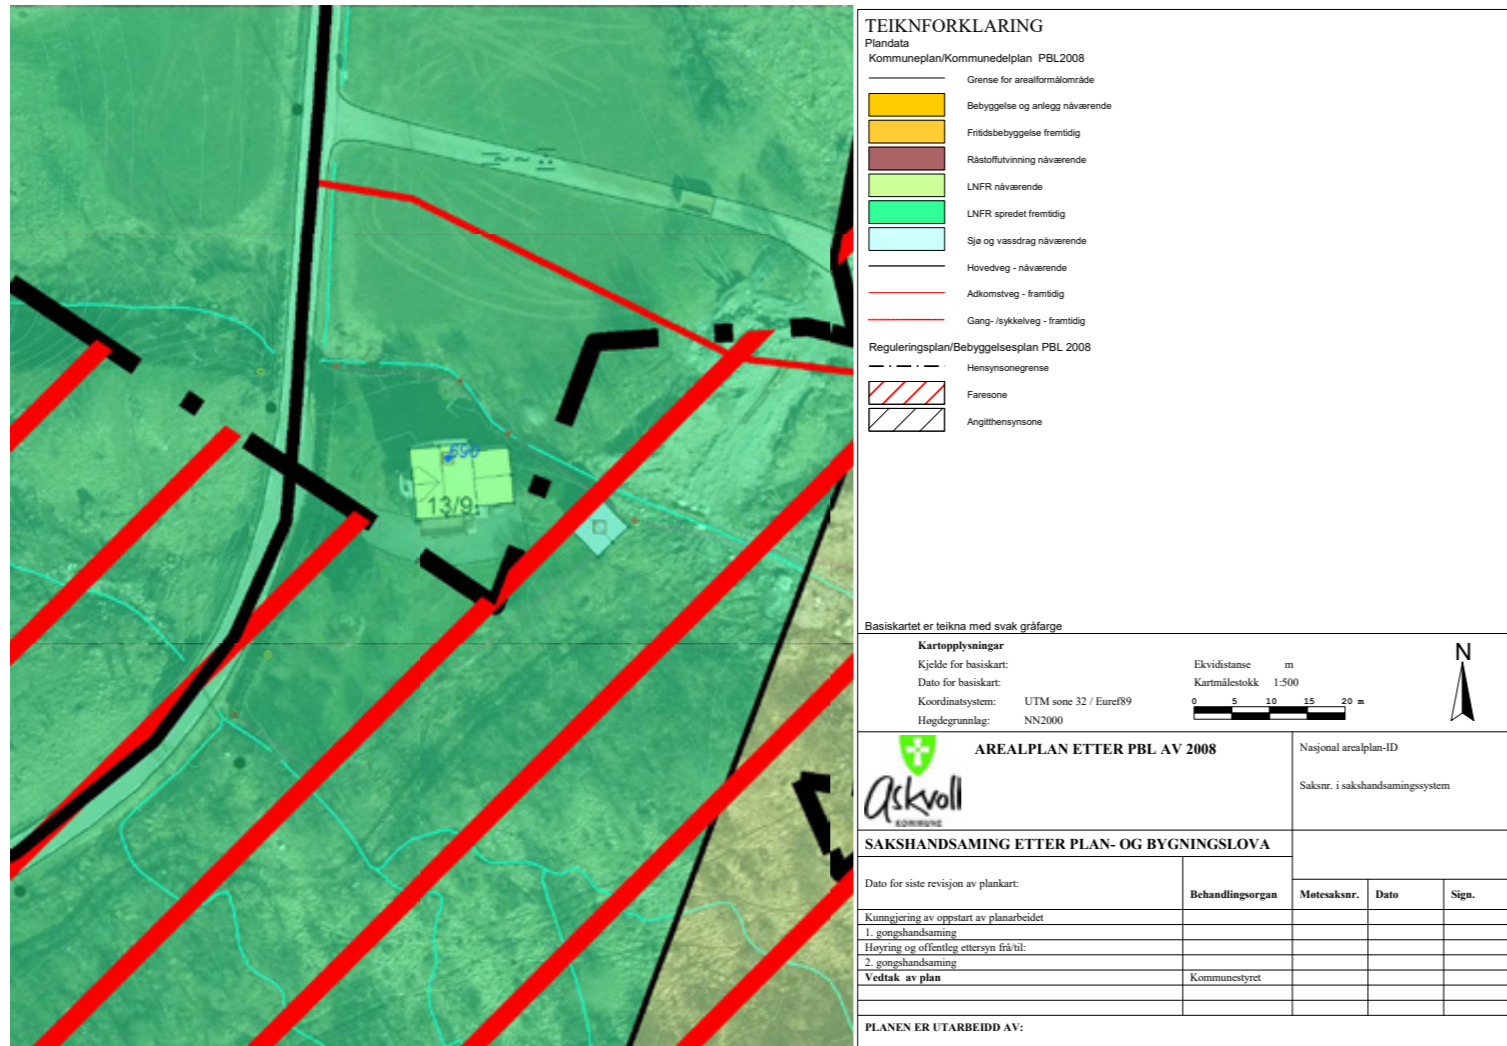 690
13/9
TEIKNFORKLARING
Plandata
Kommuneplan/Kommunedelplan PBL2008
Grense for arealformålområde
Bebyggelse og anlegg nåværende
Fritidsbebyggelse fremtidig
Råstoffutvinning nåværende
LNFR nåværende
LNFR spredet fremtidig
Sjø og vassdrag nåværende
Hovedveg - nåværende
Adkomstveg - framtidig
Gang- /sykkelveg - framtidig
Reguleringsplan/Bebyggelsesplan PBL 2008
Hensynsonegrense
Faresone
Angitthensynsone
Basiskartet er teikna med svak gråfarge
Kartopplysningar
Kjelde for basiskart:
Dato for basiskart:
Koordinatsystem: UTM sone 32 / Euref89
Høgdegrunnlag: NN2000
Ekvidistanse m
Kartmålestokk 1:500
0 5 10 15 20 m
N
askvoll
KOMMUNE
AREALPLAN ETTER PBL AV 2008
Nasjonal arealplan-ID
Saksnr. i sakshandsamingssystem
SAKSHANDSAMING ETTER PLAN- OG BYGNINGSLOVA
Dato for siste revisjon av plankart:
Behandlingsorgan Møtesaksnr. Dato Sign.
Kunngjering av oppstart av planarbeidet
1. gongshandsaming
Høyring og offentleg ettersyn frå/til:
2. gongshandsaming
Vedtak av plan Kommunestyret
PLANEN ER UTARBEIDD AV: